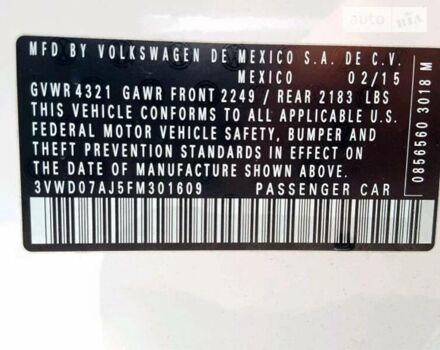 MFD BY VOLKSWAGEN DE MEXICO S.A. DE C.V.
MEXICO 02/15
GVWR 4321 GAWR FRONT 2249 / REAR 2183 LBS
THIS VEHICLE CONFORMS TO ALL APPLICABLE U.S.
FEDERAL MOTOR VEHICLE SAFETY, BUMPER AND
THEFT PREVENTION STANDARDS IN EFFECT ON
THE DATE OF MANUFACTURE SHOWN ABOVE
3VWD07AJ5FM301609 PASSENGER CAR
0856560 3018 M
auto RIA